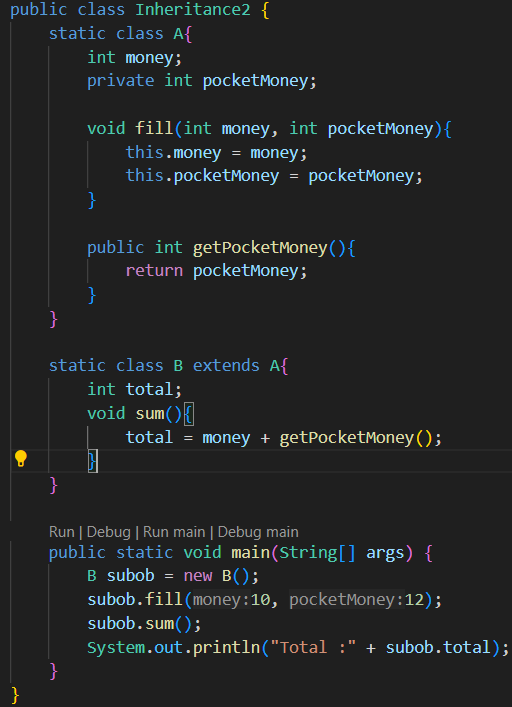 public class Inheritance2 {
static class A{
int money;
private int pocketMoney;
void fill(int money, int pocketMoney){
this.money = money;
this.pocketMoney = pocketMoney;
}
public int getPocketMoney(){
return pocketMoney;
}
}
static class B extends A{
int total;
void sum(){
total = money + getPocketMoney();
}
}
Run | Debug | Run main | Debug main
public static void main(String[] args) {
B subob = new B();
subob.fill(money:10, pocketMoney:12);
subob.sum();
System.out.println("Total :" + subob.total);
}
}